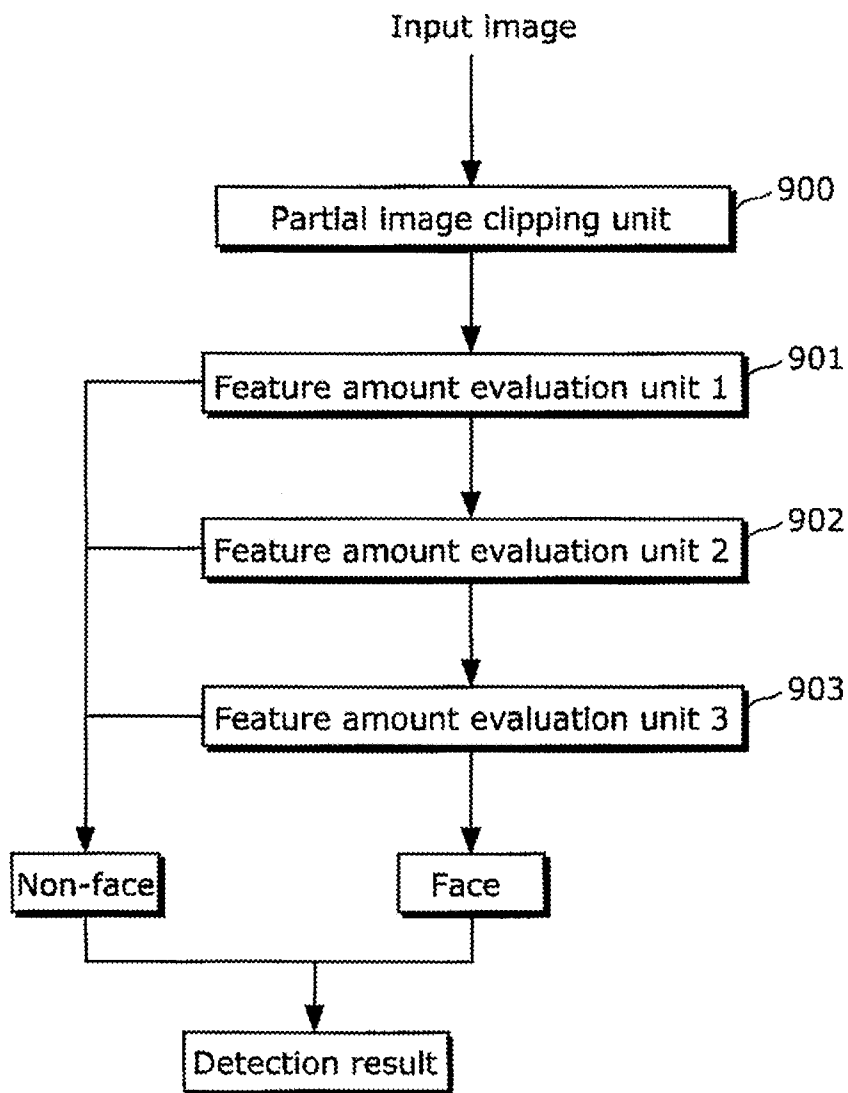 Input image
Partial image clipping unit
900
Feature amount evaluation unit 1
901
Feature amount evaluation unit 2
902
Feature amount evaluation unit 3
903
Non-face
Face
Detection result